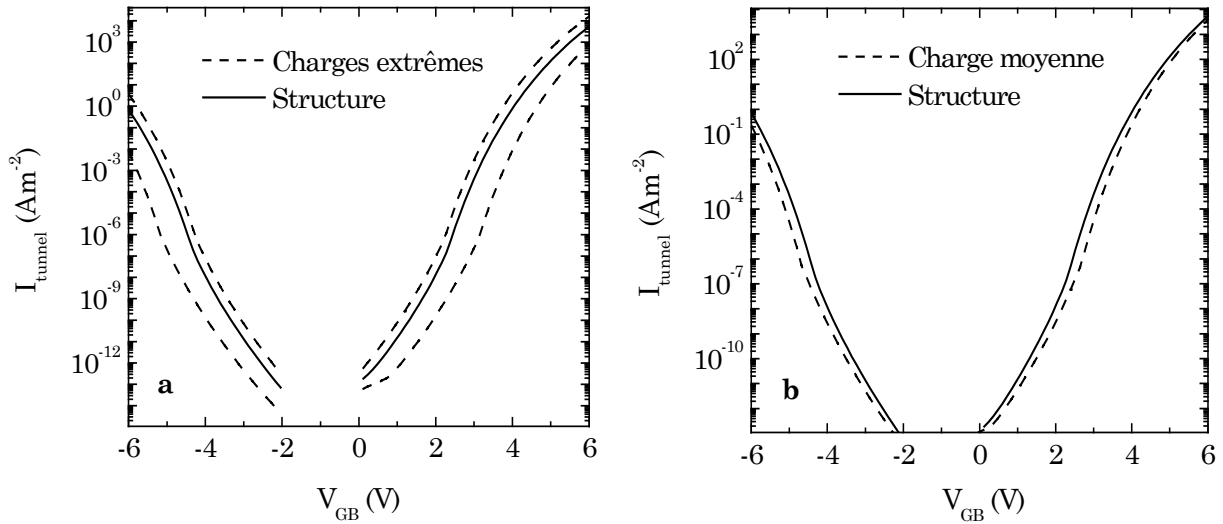 10^3
10^0
10^-3
10^-6
10^-9
10^-12
I_tunnel (Am^-2)
Charges extrêmes
Structure
a
-6 -4 -2 0 2 4 6
V_GB (V)
10^2
10^-1
10^-4
10^-7
10^-10
I_tunnel (Am^-2)
Charge moyenne
Structure
b
-6 -4 -2 0 2 4 6
V_GB (V)